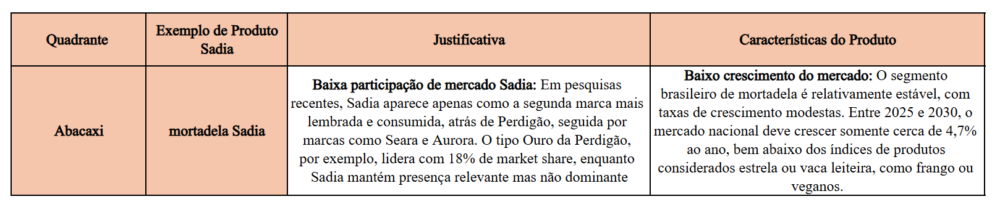 Quadrante
Exemplo de Produto
Sadia
Justificativa
Características do Produto
Abacaxi
mortadela Sadia
Baixa participação de mercado Sadia: Em pesquisas
recentes, Sadia aparece apenas como a segunda marca mais
lembrada e consumida, atrás de Perdigão, seguida por
marcas como Seara e Aurora. O tipo Ouro da Perdigão,
por exemplo, lidera com 18% de market share, enquanto
Sadia mantém presença relevante mas não dominante
Baixo crescimento do mercado: O segmento
brasileiro de mortadela é relativamente estável, com
taxas de crescimento modestas. Entre 2025 e 2030, o
mercado nacional deve crescer somente cerca de 4,7%
ao ano, bem abaixo dos índices de produtos
considerados estrela ou vaca leiteira, como frango ou
veganos.